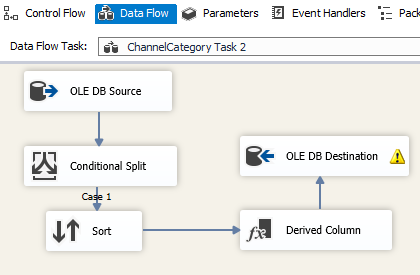 Control Flow Data Flow Parameters Event Handlers Pac
Data Flow Task: ChannelCategory Task 2
OLE DB Source
Conditional Split
OLE DB Destination
Case 1
Sort
Derived Column